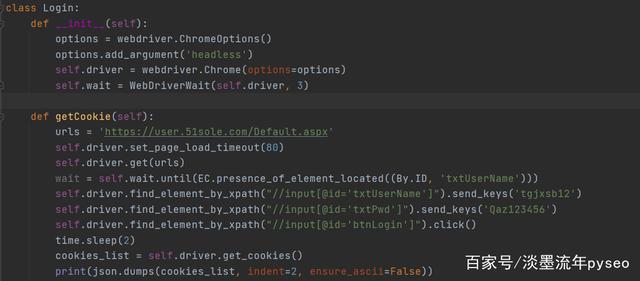 class Login:
    def __init__(self):
        options = webdriver.ChromeOptions()
        options.add_argument('headless')
        self.driver = webdriver.Chrome(options=options)
        self.wait = WebDriverWait(self.driver, 3)
    def getCookie(self):
        urls = 'https://user.51sole.com/Default.aspx'
        self.driver.set_page_load_timeout(80)
        self.driver.get(urls)
        wait = self.wait.until(EC.presence_of_element_located((By.ID, 'txtUserName')))
        self.driver.find_element_by_xpath("//input[@id='txtUserName']").send_keys('tgjxsb12')
        self.driver.find_element_by_xpath("//input[@id='txtPwd']").send_keys('Qaz123456')
        self.driver.find_element_by_xpath("//input[@id='btnLogin']").click()
        time.sleep(2)
        cookies_list = self.driver.get_cookies()
        print(json.dumps(cookies_list, indent=2, ensure_ascii=False))
百家号/淡墨流年pyseo